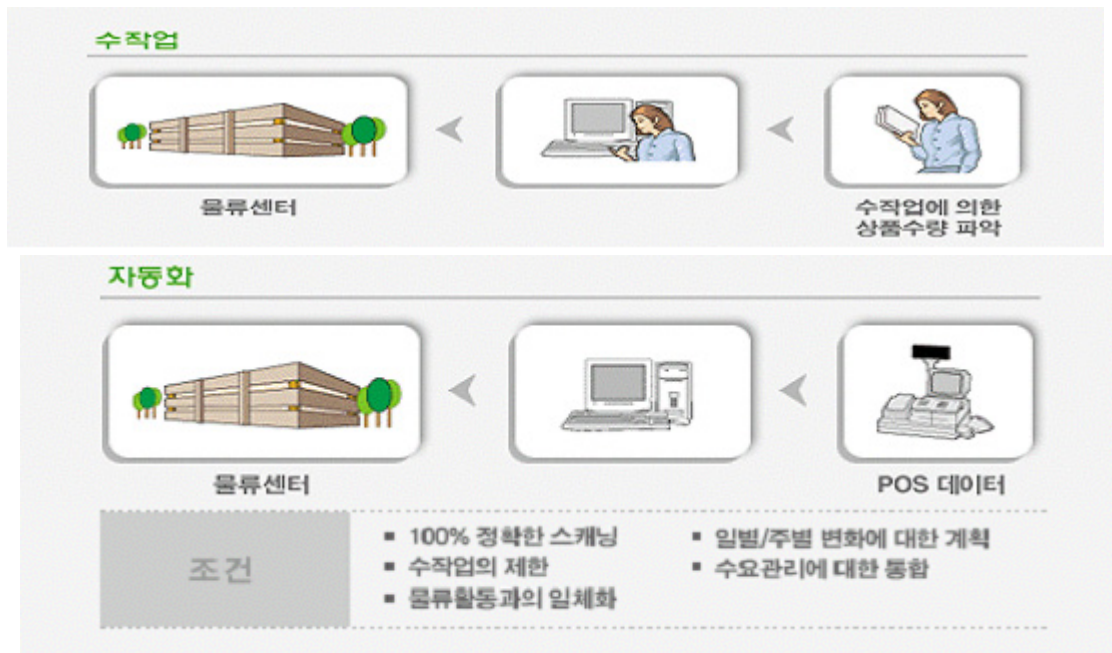 수작업
물류센터
수작업에 의한
상품수량 파악
자동화
물류센터
POS 데이터
조건
▪ 100% 정확한 스캐닝
▪ 수작업의 제한
▪ 물류활동과의 일체화
▪ 일별/주별 변화에 대한 계획
▪ 수요관리에 대한 통합